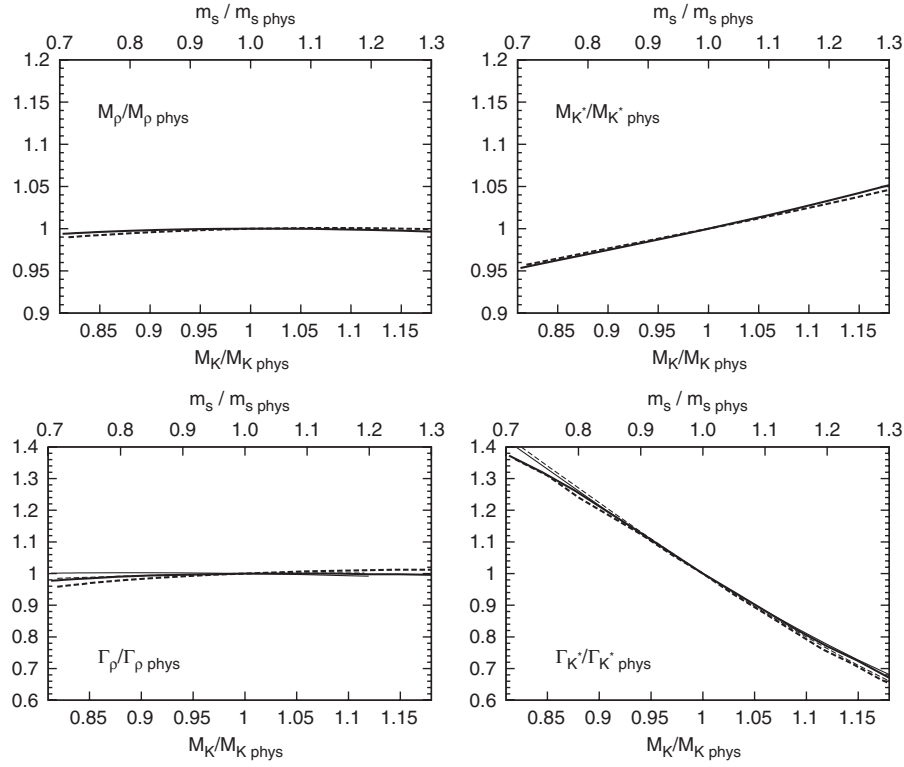 m_s / m_s phys
0.7 0.8 0.9 1.0 1.1 1.2 1.3
1.2
1.15
1.1
1.05
1
0.95
0.9
M_ρ/M_ρ phys
0.85 0.9 0.95 1 1.05 1.1 1.15
M_K/M_K phys
m_s / m_s phys
0.7 0.8 0.9 1.0 1.1 1.2 1.3
1.2
1.15
1.1
1.05
1
0.95
0.9
M_K*/M_K* phys
0.85 0.9 0.95 1 1.05 1.1 1.15
M_K/M_K phys
m_s / m_s phys
0.7 0.8 0.9 1.0 1.1 1.2 1.3
1.4
1.3
1.2
1.1
1
0.9
0.8
0.7
0.6
Γ_ρ/Γ_ρ phys
0.85 0.9 0.95 1 1.05 1.1 1.15
M_K/M_K phys
m_s / m_s phys
0.7 0.8 0.9 1.0 1.1 1.2 1.3
1.4
1.3
1.2
1.1
1
0.9
0.8
0.7
0.6
Γ_K*/Γ_K* phys
0.85 0.9 0.95 1 1.05 1.1 1.15
M_K/M_K phys